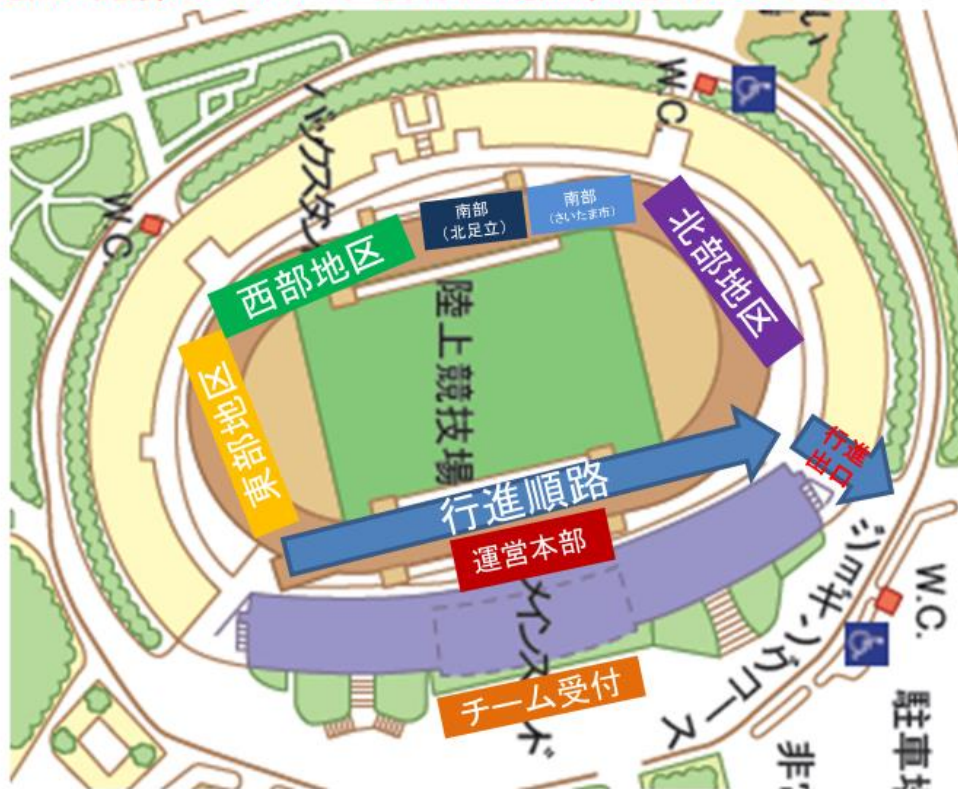 W.C.
バックスタン
W.C.
南部
（北足立）
南部
（さいたま市）
西部地区
北部地区
東部地区
陸上競技場
行進順路
行進
出口
運営本部
メインスタンド
チーム受付
ジョギングコース
W.C.
駐車場
非常